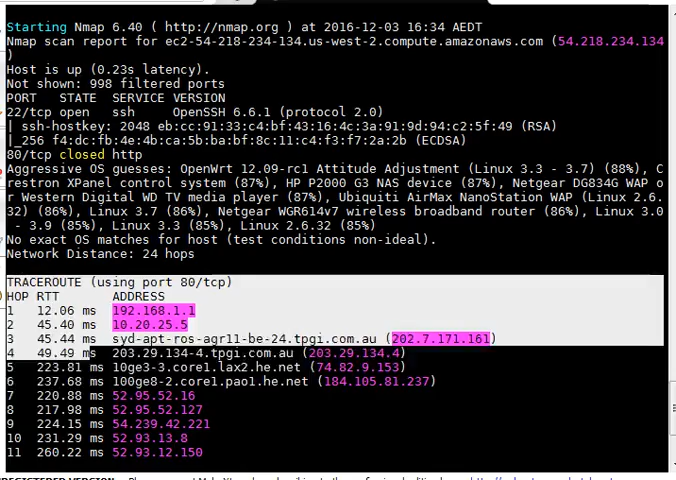 Starting Nmap 6.40 ( http://nmap.org ) at 2016-12-03 16:34 AEDT
Nmap scan report for ec2-54-218-234-134.us-west-2.compute.amazonaws.com (54.218.234.134
)
Host is up (0.23s latency).
Not shown: 998 filtered ports
PORT   STATE  SERVICE VERSION
22/tcp open   ssh     OpenSSH 6.6.1 (protocol 2.0)
| ssh-hostkey: 2048 eb:cc:91:33:c4:bf:43:16:4c:3a:91:9d:94:c2:5f:49 (RSA)
|_256 f4:dc:fb:4e:4b:ca:5b:ba:bf:8c:11:c4:f3:f7:2a:2b (ECDSA)
80/tcp closed http
Aggressive OS guesses: OpenWrt 12.09-rc1 Attitude Adjustment (Linux 3.3 - 3.7) (88%), C
restron XPanel control system (87%), HP P2000 G3 NAS device (87%), Netgear DG834G WAP o
r Western Digital WD TV media player (87%), Ubiquiti AirMax NanoStation WAP (Linux 2.6.
32) (86%), Linux 3.7 (86%), Netgear WGR614v7 wireless broadband router (86%), Linux 3.0
 - 3.9 (85%), Linux 3.3 (85%), Linux 2.6.32 (85%)
No exact OS matches for host (test conditions non-ideal).
Network Distance: 24 hops
TRACEROUTE (using port 80/tcp)
HOP RTT       ADDRESS
1   12.06 ms  192.168.1.1
2   45.40 ms  10.20.25.5
3   45.44 ms  syd-apt-ros-agr11-be-24.tpgi.com.au (202.7.171.161)
4   49.49 ms  203.29.134-4.tpgi.com.au (203.29.134.4)
5   223.81 ms 10ge3-3.core1.lax2.he.net (74.82.9.153)
6   237.68 ms 100ge8-2.core1.pao1.he.net (184.105.81.237)
7   220.88 ms 52.95.52.16
8   217.98 ms 52.95.52.127
9   224.15 ms 54.239.42.221
10  231.29 ms 52.93.13.8
11  260.22 ms 52.93.12.150